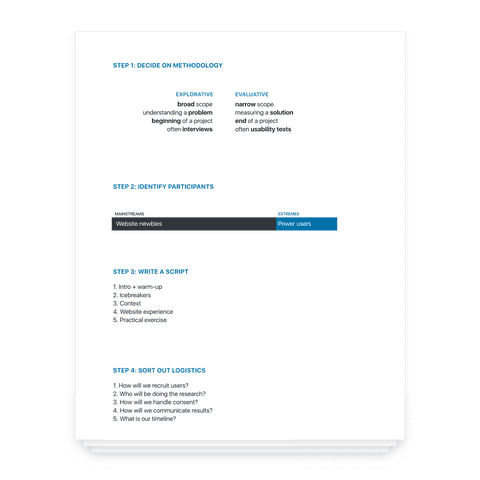 STEP 1: DECIDE ON METHODOLOGY
EXPLORATIVE
broad scope
understanding a problem
beginning of a project
often interviews
EVALUATIVE
narrow scope
measuring a solution
end of a project
often usability tests
STEP 2: IDENTIFY PARTICIPANTS
MAINSTREAMS EXTREMES
Website newbies Power users
STEP 3: WRITE A SCRIPT
1. Intro + warm-up
2. Icebreakers
3. Context
4. Website experience
5. Practical exercise
STEP 4: SORT OUT LOGISTICS
1. How will we recruit users?
2. Who will be doing the research?
3. How will we handle consent?
4. How will we communicate results?
5. What is our timeline?